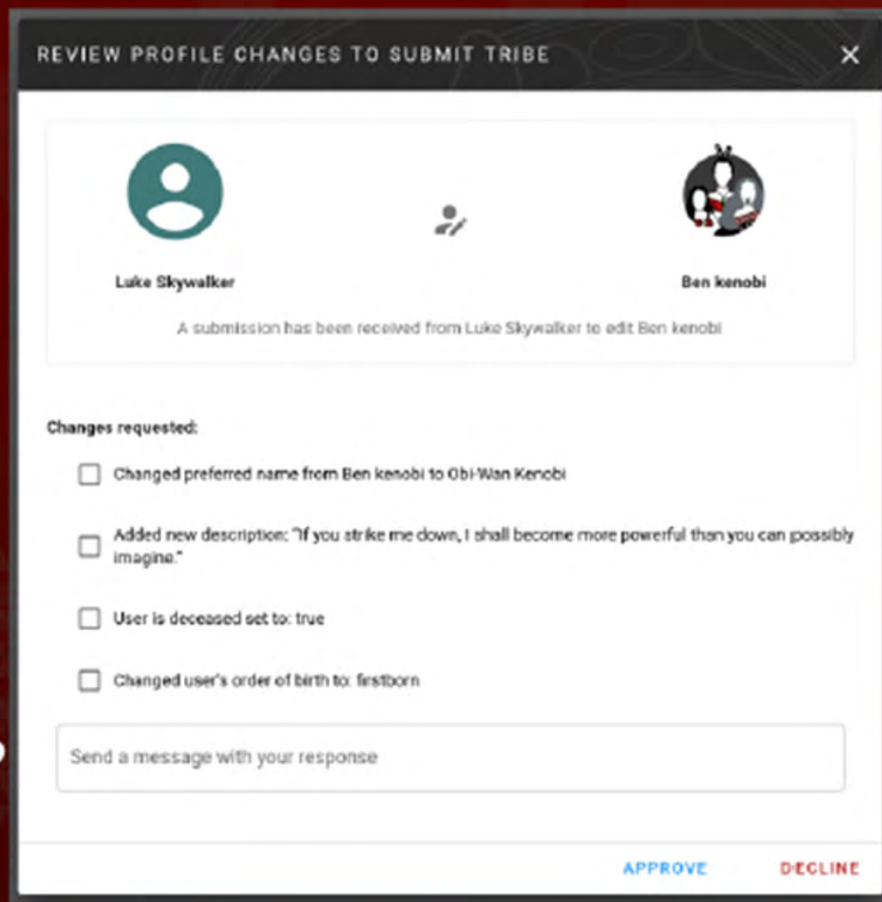 REVIEW PROFILE CHANGES TO SUBMIT TRIBE
Luke Skywalker
Ben kenobi
A submission has been received from Luke Skywalker to edit Ben kenobi
Changes requested:
Changed preferred name from Ben kenobi to Obi-Wan Kenobi
Added new description: "If you strike me down, I shall become more powerful than you can possibly
imagine."
User is deceased set to: true
Changed user's order of birth to: firstborn
Send a message with your response
APPROVE
DECLINE